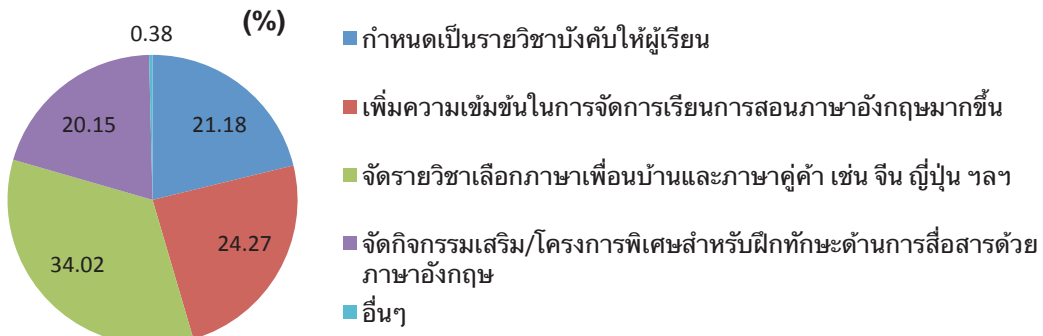 (%)
0.38
21.18
20.15
24.27
34.02
กำหนดเป็นรายวิชาบังคับให้ผู้เรียน
เพิ่มความเข้มข้นในการจัดการเรียนการสอนภาษาอังกฤษมากขึ้น
จัดรายวิชาเลือกภาษาเพื่อนบ้านและภาษาคู่ค้า เช่น จีน ญี่ปุ่น ฯลฯ
จัดกิจกรรมเสริม/โครงการพิเศษสำหรับฝึกทักษะด้านการสื่อสารด้วย
ภาษาอังกฤษ
อื่นๆ